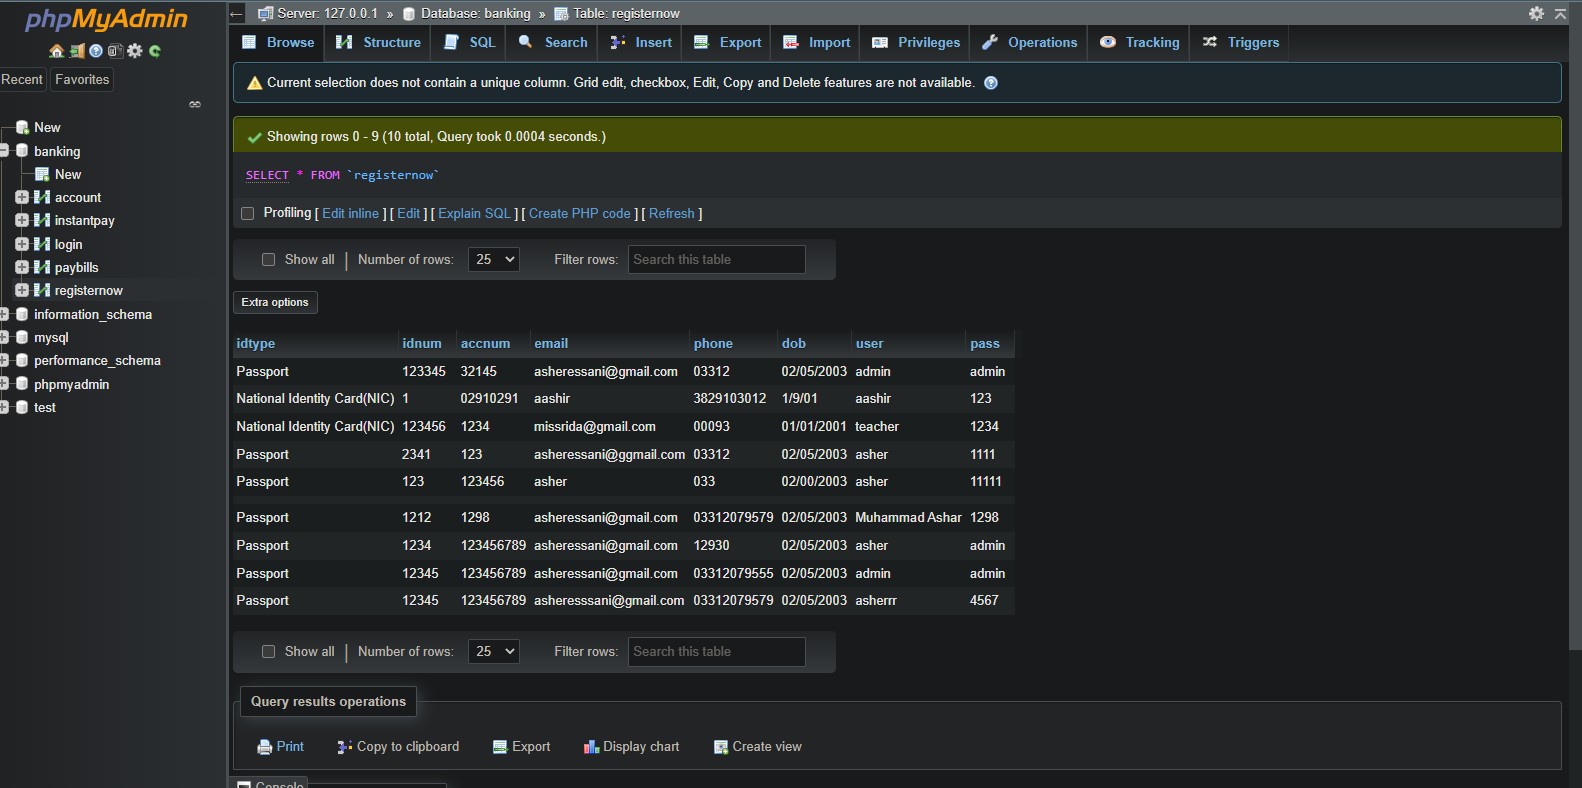 phpMyAdmin
Recent Favorites
New
banking
New
account
instantpay
login
paybills
registernow
information_schema
mysql
performance_schema
phpmyadmin
test
Server: 127.0.0.1 » Database: banking » Table: registernow
Browse Structure SQL Search Insert Export Import Privileges Operations Tracking Triggers
Current selection does not contain a unique column. Grid edit, checkbox, Edit, Copy and Delete features are not available.
Showing rows 0 - 9 (10 total, Query took 0.0004 seconds.)
SELECT * FROM `registernow`
Profiling [ Edit inline ] [ Edit ] [ Explain SQL ] [ Create PHP code ] [ Refresh ]
Show all | Number of rows: 25 Filter rows: Search this table
Extra options
idtype idnum accnum email phone dob user pass
Passport 123345 32145 asheressani@gmail.com 03312 02/05/2003 admin admin
National Identity Card(NIC) 1 02910291 aashir 3829103012 1/9/01 aashir 123
National Identity Card(NIC) 123456 1234 missrida@gmail.com 00093 01/01/2001 teacher 1234
Passport 2341 123 asheressani@ggmail.com 03312 02/05/2003 asher 1111
Passport 123 123456 asher 033 02/00/2003 asher 11111
Passport 1212 1298 asheressani@gmail.com 03312079579 02/05/2003 Muhammad Ashar 1298
Passport 1234 123456789 asheressani@gmail.com 12930 02/05/2003 asher admin
Passport 12345 123456789 asheressani@gmail.com 03312079555 02/05/2003 admin admin
Passport 12345 123456789 asheresssani@gmail.com 03312079579 02/05/2003 asherrr 4567
Show all | Number of rows: 25 Filter rows: Search this table
Query results operations
Print Copy to clipboard Export Display chart Create view
Console